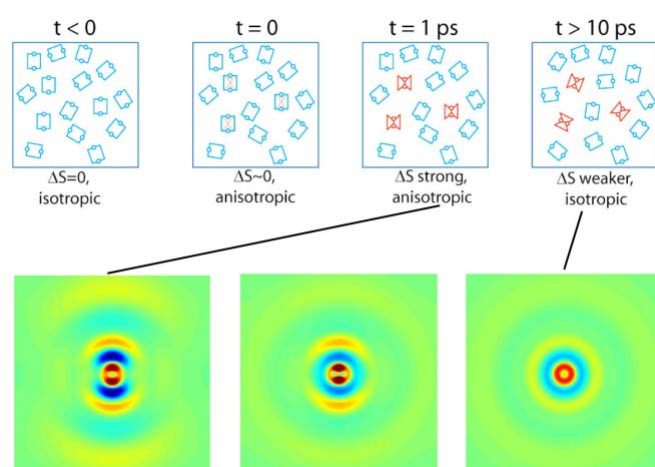 t < 0
t = 0
t = 1 ps
t > 10 ps
ΔS=0,
isotropic
ΔS~0,
anisotropic
ΔS strong,
anisotropic
ΔS weaker,
isotropic